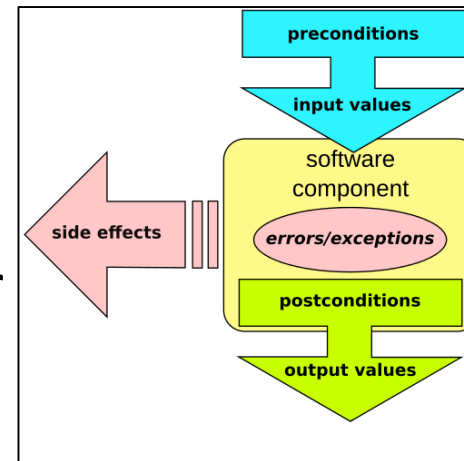 preconditions
input values
software
component
side effects
errors/exceptions
postconditions
output values